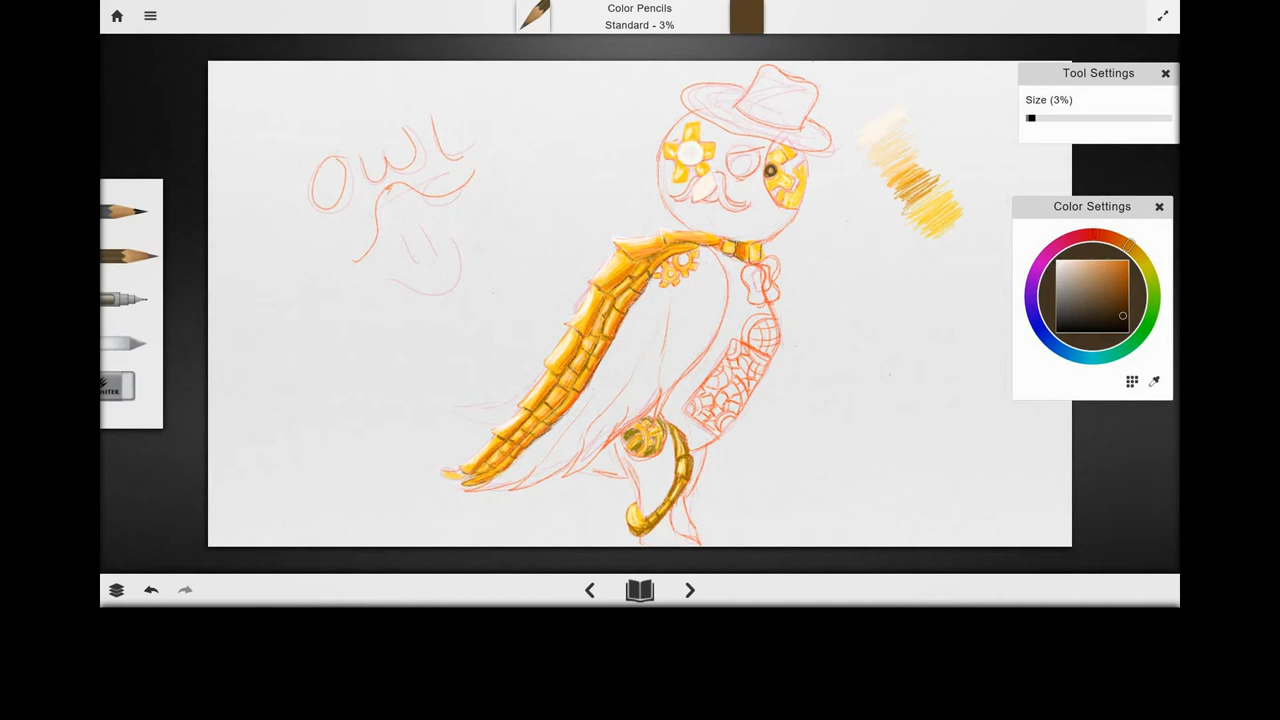 Color Pencils
Standard - 3%
Tool Settings
Size (3%)
OWL
Color Settings